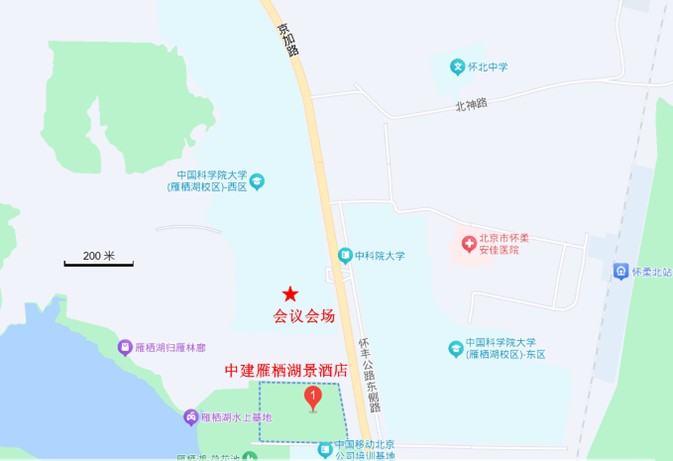 京加路
怀北中学
北神路
中国科学院大学
(雁栖湖校区)-西区
北京市怀柔
安佳医院
中科院大学
200 米
怀柔北站
会议会场
雁栖湖归雁林廊
中国科学院大学
(雁栖湖校区)-东区
怀丰公路东侧路
中建雁栖湖景酒店
1
雁栖湖水上基地
中国移动北京
公司培训基地
雁栖湖